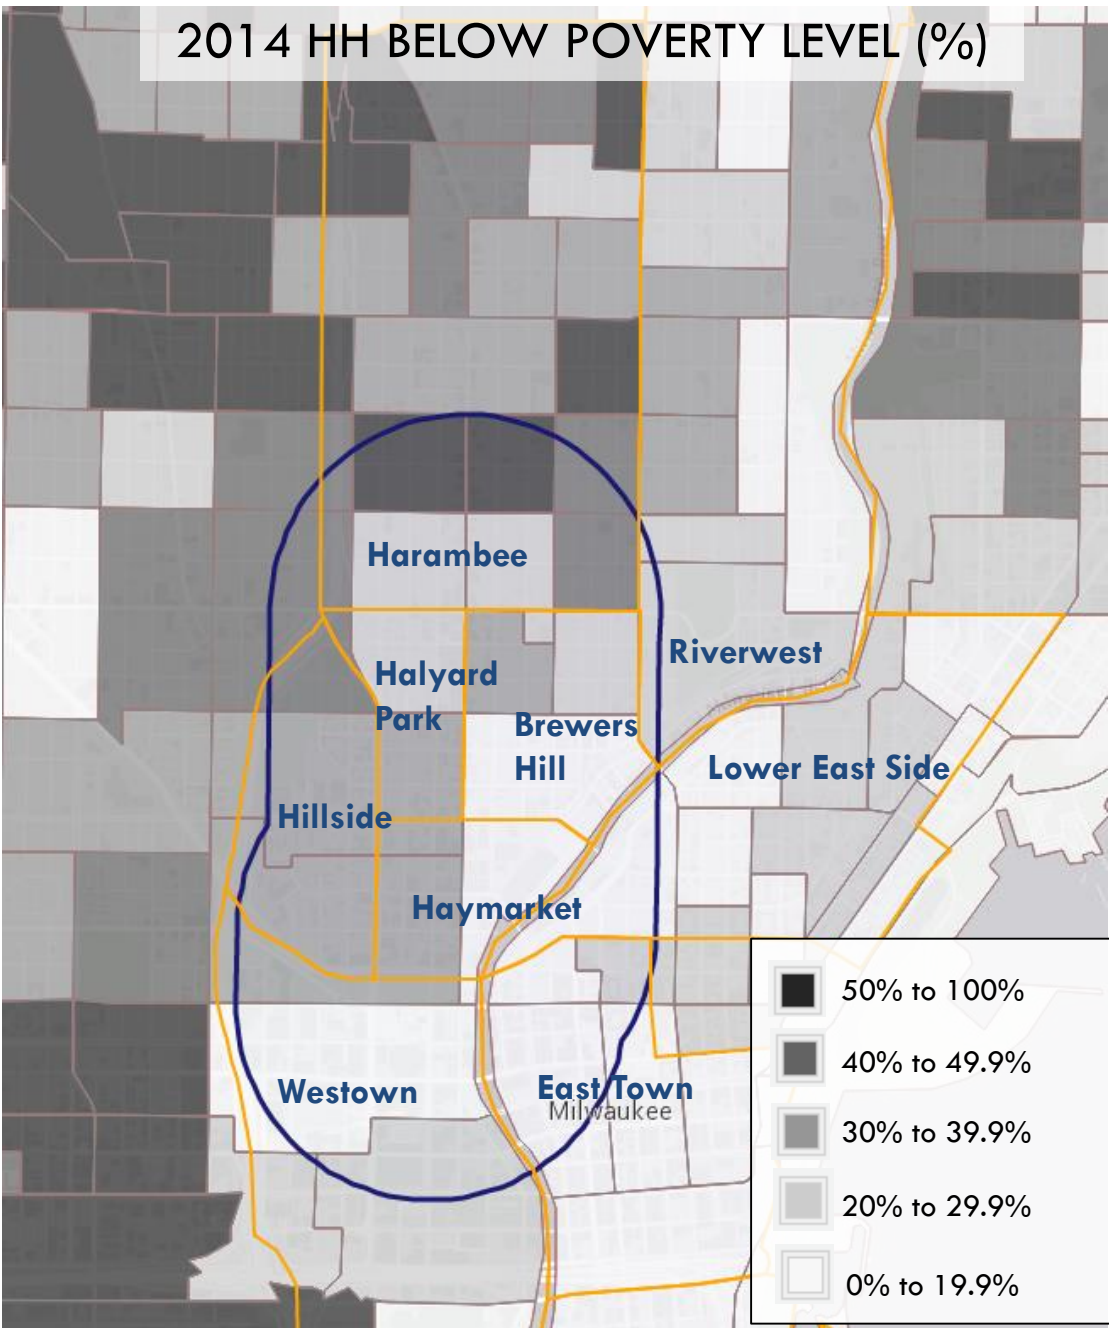 2014 HH BELOW POVERTY LEVEL (%)
Harambee
Riverwest
Halyard
Park
Brewers
Hill
Lower East Side
Hillside
Haymarket
Westown
East Town
Milwaukee
50% to 100%
40% to 49.9%
30% to 39.9%
20% to 29.9%
0% to 19.9%